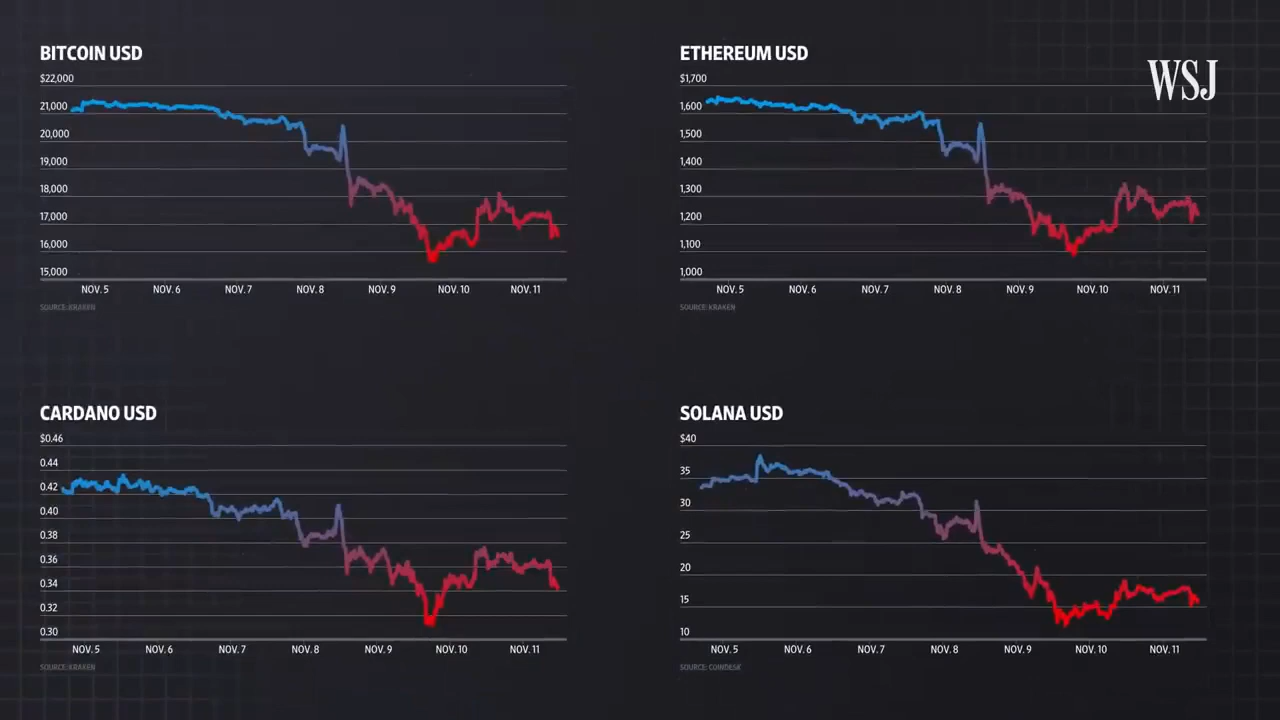 BITCOIN USD
$22,000
21,000
20,000
19,000
18,000
17,000
16,000
15,000
NOV. 5 NOV. 6 NOV. 7 NOV. 8 NOV. 9 NOV. 10 NOV. 11
SOURCE: KRAKEN
ETHEREUM USD
$1,700
1,600
1,500
1,400
1,300
1,200
1,100
1,000
NOV. 5 NOV. 6 NOV. 7 NOV. 8 NOV. 9 NOV. 10 NOV. 11
SOURCE: KRAKEN
WSJ
CARDANO USD
$0.46
0.44
0.42
0.40
0.38
0.36
0.34
0.32
0.30
NOV. 5 NOV. 6 NOV. 7 NOV. 8 NOV. 9 NOV. 10 NOV. 11
SOURCE: KRAKEN
SOLANA USD
$40
35
30
25
20
15
10
NOV. 5 NOV. 6 NOV. 7 NOV. 8 NOV. 9 NOV. 10 NOV. 11
SOURCE: COINDESK